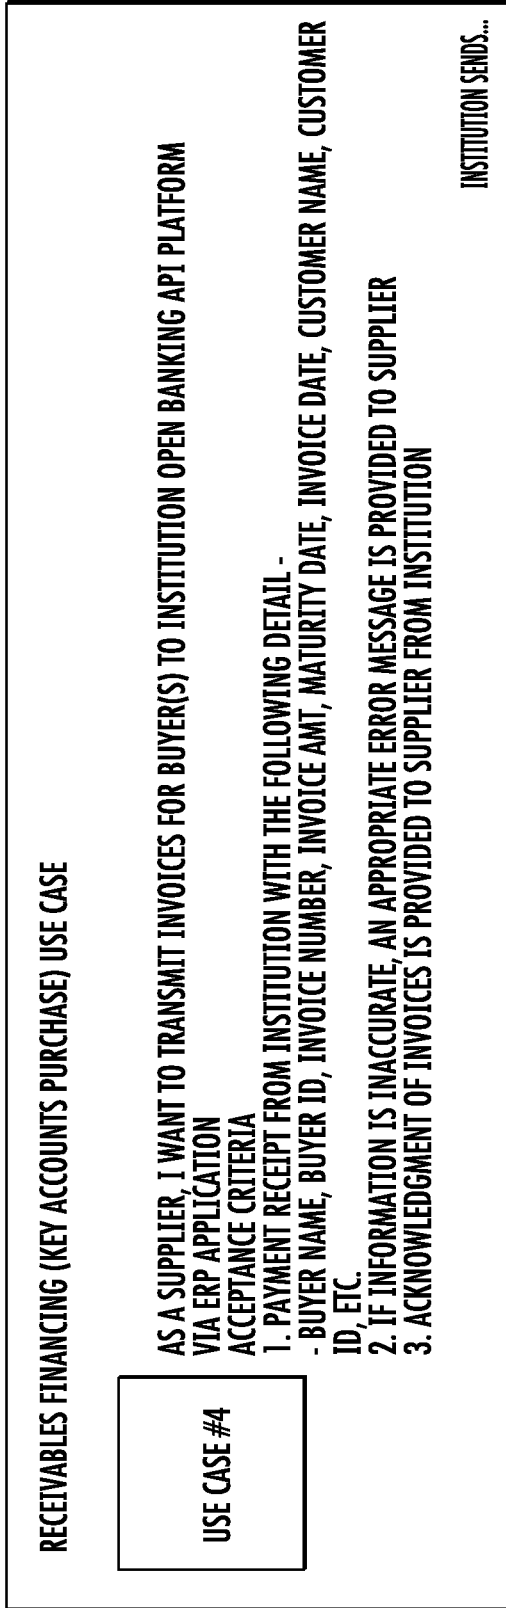 RECEIVABLES FINANCING (KEY ACCOUNTS PURCHASE) USE CASE
USE CASE #4
AS A SUPPLIER, I WANT TO TRANSMIT INVOICES FOR BUYER(S) TO INSTITUTION OPEN BANKING API PLATFORM
VIA ERP APPLICATION
ACCEPTANCE CRITERIA
1. PAYMENT RECEIPT FROM INSTITUTION WITH THE FOLLOWING DETAIL -
- BUYER NAME, BUYER ID, INVOICE NUMBER, INVOICE AMT, MATURITY DATE, INVOICE DATE, CUSTOMER NAME, CUSTOMER
ID, ETC.
2. IF INFORMATION IS INACCURATE, AN APPROPRIATE ERROR MESSAGE IS PROVIDED TO SUPPLIER
3. ACKNOWLEDGMENT OF INVOICES IS PROVIDED TO SUPPLIER FROM INSTITUTION
INSTITUTION SENDS...